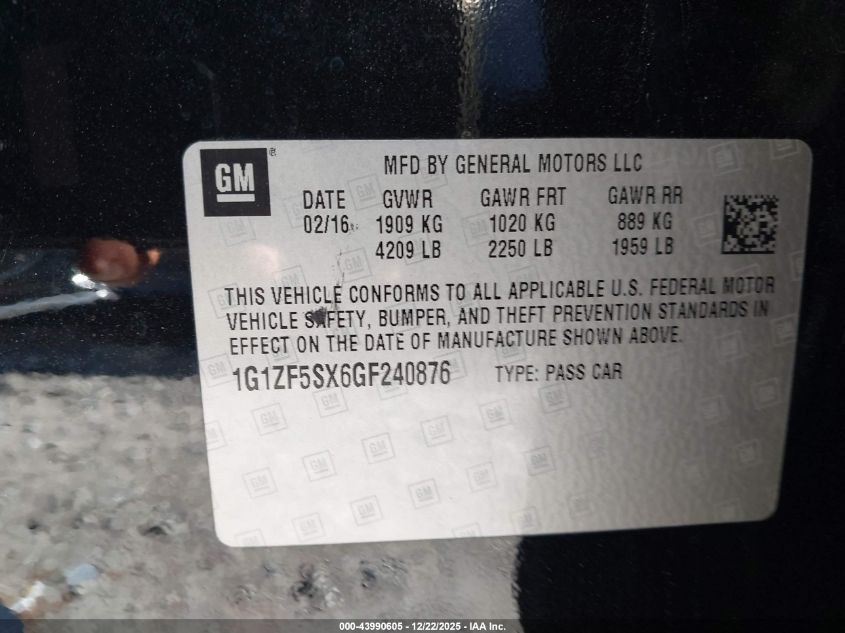 GM®
MFD BY GENERAL MOTORS LLC
DATE GVWR GAWR FRT GAWR RR
02/16 1909 KG 1020 KG 889 KG
4209 LB 2250 LB 1959 LB
THIS VEHICLE CONFORMS TO ALL APPLICABLE U.S. FEDERAL MOTOR
VEHICLE SAFETY, BUMPER, AND THEFT PREVENTION STANDARDS IN
EFFECT ON THE DATE OF MANUFACTURE SHOWN ABOVE.
1G1ZF5SX6GF240876 TYPE: PASS CAR
000-43990605 - 12/22/2025 - IAA Inc.